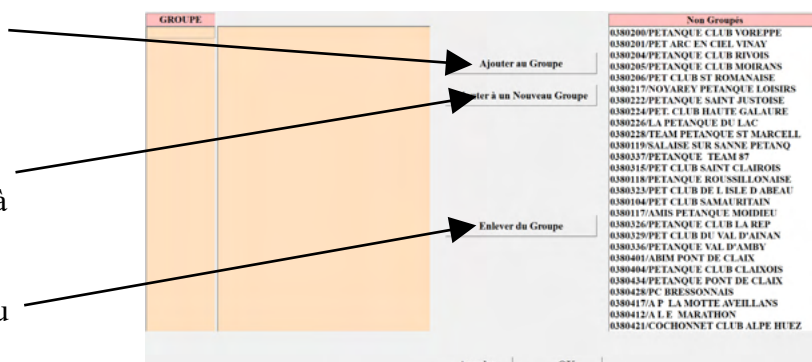 GROUPE
Non Groupés
0380200/PETANQUE CLUB VOREPPE
0380201/PET ARC EN CIEL VINAY
0380204/PETANQUE CLUB RIVOIS
0380205/PETANQUE CLUB MOIRANS
0380206/PET CLUB ST ROMANAISE
0380217/NOYAREY PETANQUE LOISIRS
0380222/PETANQUE SAINT JUSTOISE
0380224/PET. CLUB HAUTE GALAURE
0380226/LA PETANQUE DU LAC
0380228/TEAM PETANQUE ST MARCELL
0380119/SALAISE SUR SANNE PETANQ
0380337/PETANQUE TEAM 87
0380315/PET CLUB SAINT CLAIROIS
0380118/PETANQUE ROUSSILLONAISE
0380323/PET CLUB DE L ISLE D ABEAU
0380104/PET CLUB SAMAURITAIN
0380117/AMIS PETANQUE MOIDIEU
0380326/PETANQUE CLUB LA REP
0380329/PET CLUB DU VAL D'AINAN
0380336/PETANQUE VAL D'AMBY
0380401/ABIM PONT DE CLAIX
0380404/PETANQUE CLUB CLAIXOIS
0380434/PETANQUE PONT DE CLAIX
0380428/PC BRESSONNAIS
0380417/A P LA MOTTE AVEILLANS
0380412/A L E MARATHON
0380421/COCHONNET CLUB ALPE HUEZ
Ajouter au Groupe
à un Nouveau Groupe
Enlever du Groupe
à